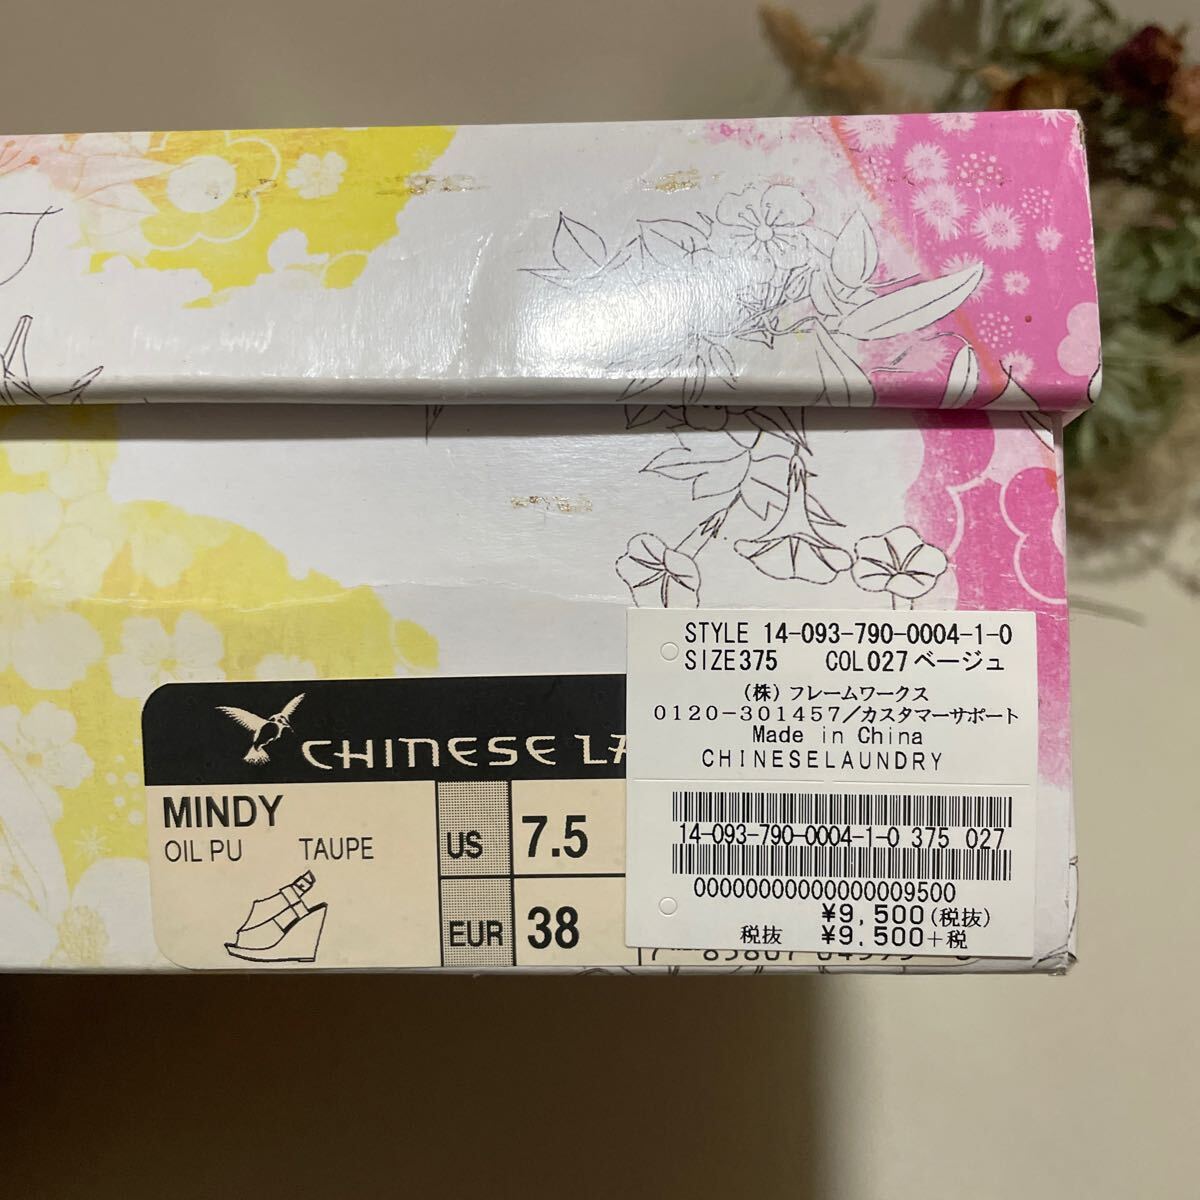 STYLE 14-093-790-0004-1-0
SIZE375 COL027ベージュ
(株)フレームワークス
0120-301457/カスタマーサポート
Made in China
CHINESELAUNDRY
14-093-790-0004-1-0 375 027
00000000000000009500
¥9,500(税抜)
税抜 ¥9,500+税
CHINESE LA
MINDY
OIL PU TAUPE
US 7.5
EUR 38